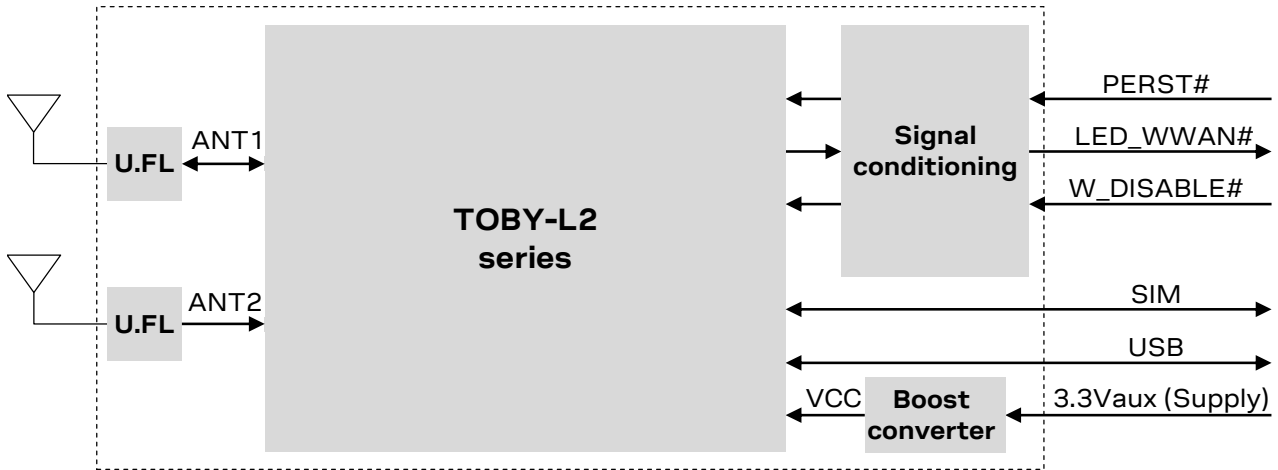 U.FL
ANT1
U.FL
ANT2
TOBY-L2
series
Signal
conditioning
PERST#
LED_WWAN#
W_DISABLE#
SIM
USB
VCC
Boost
converter
3.3Vaux (Supply)